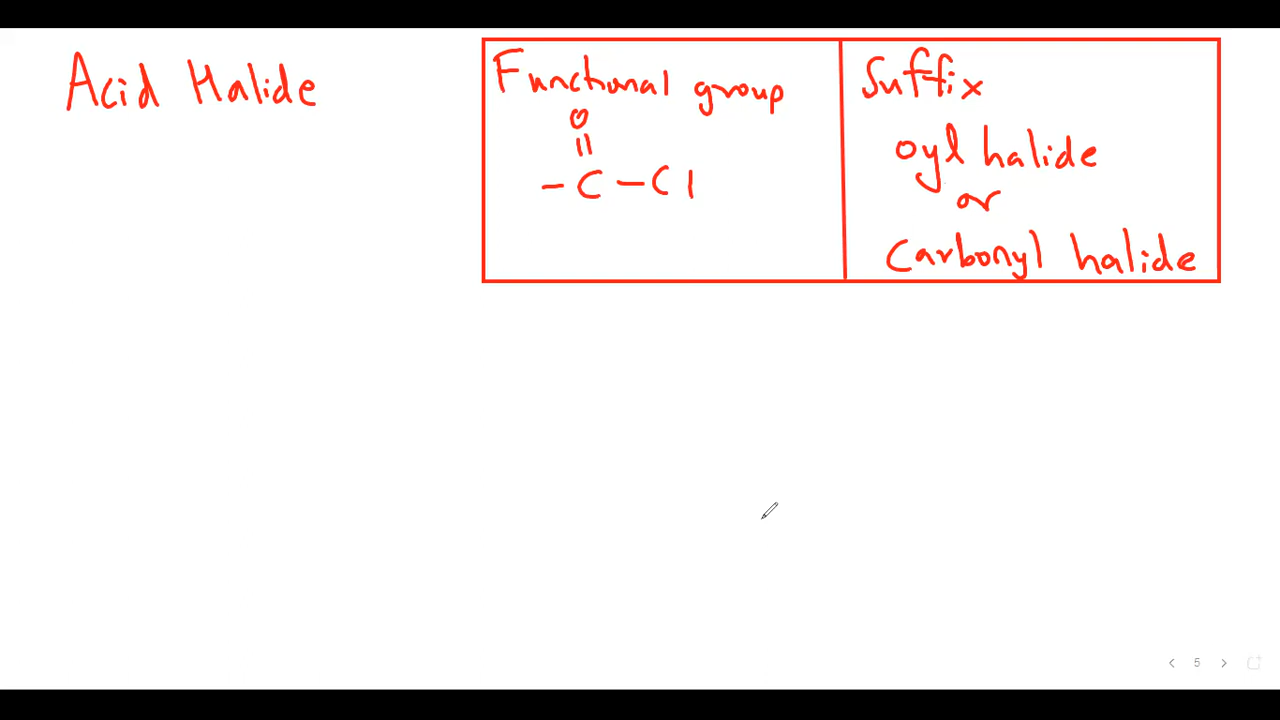 Acid Halide
Functional group
O
||
- C - Cl
Suffix
oyl halide
or
Carbonyl halide
< 5 >